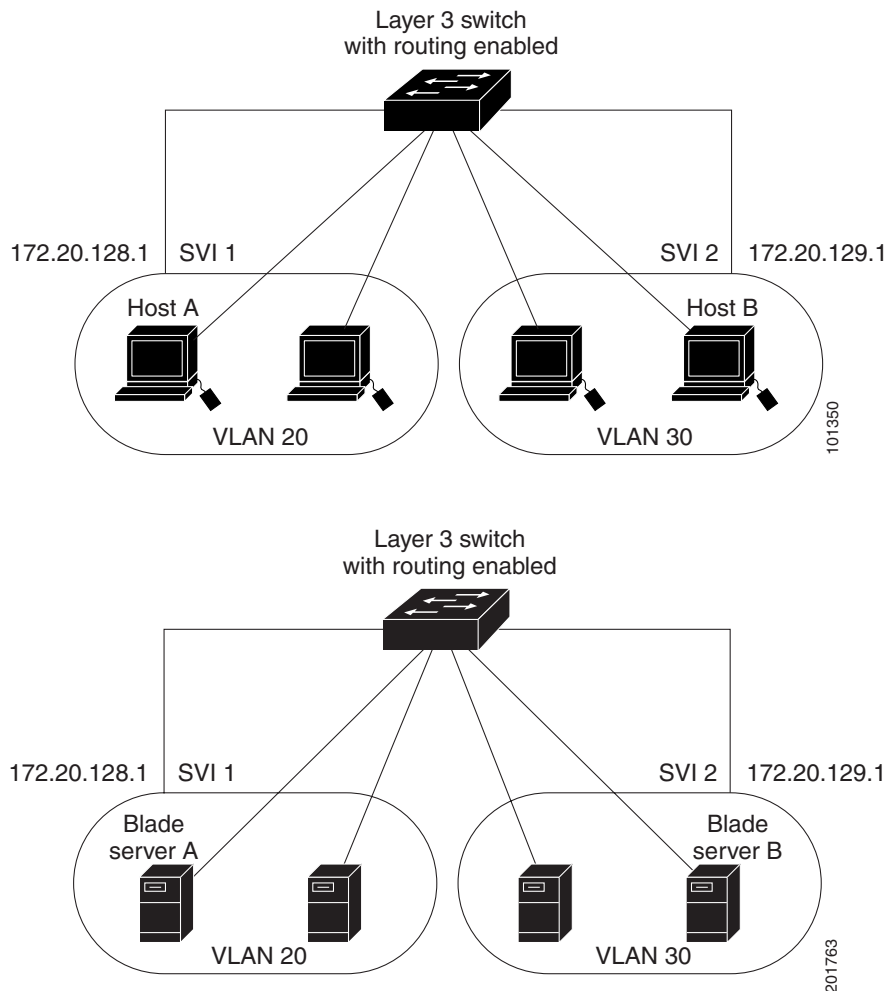 Layer 3 switch
with routing enabled
172.20.128.1
SVI 1
SVI 2
172.20.129.1
Host A
Host B
VLAN 20
VLAN 30
101350
Layer 3 switch
with routing enabled
172.20.128.1
SVI 1
SVI 2
172.20.129.1
Blade
server A
Blade
server B
VLAN 20
VLAN 30
201763